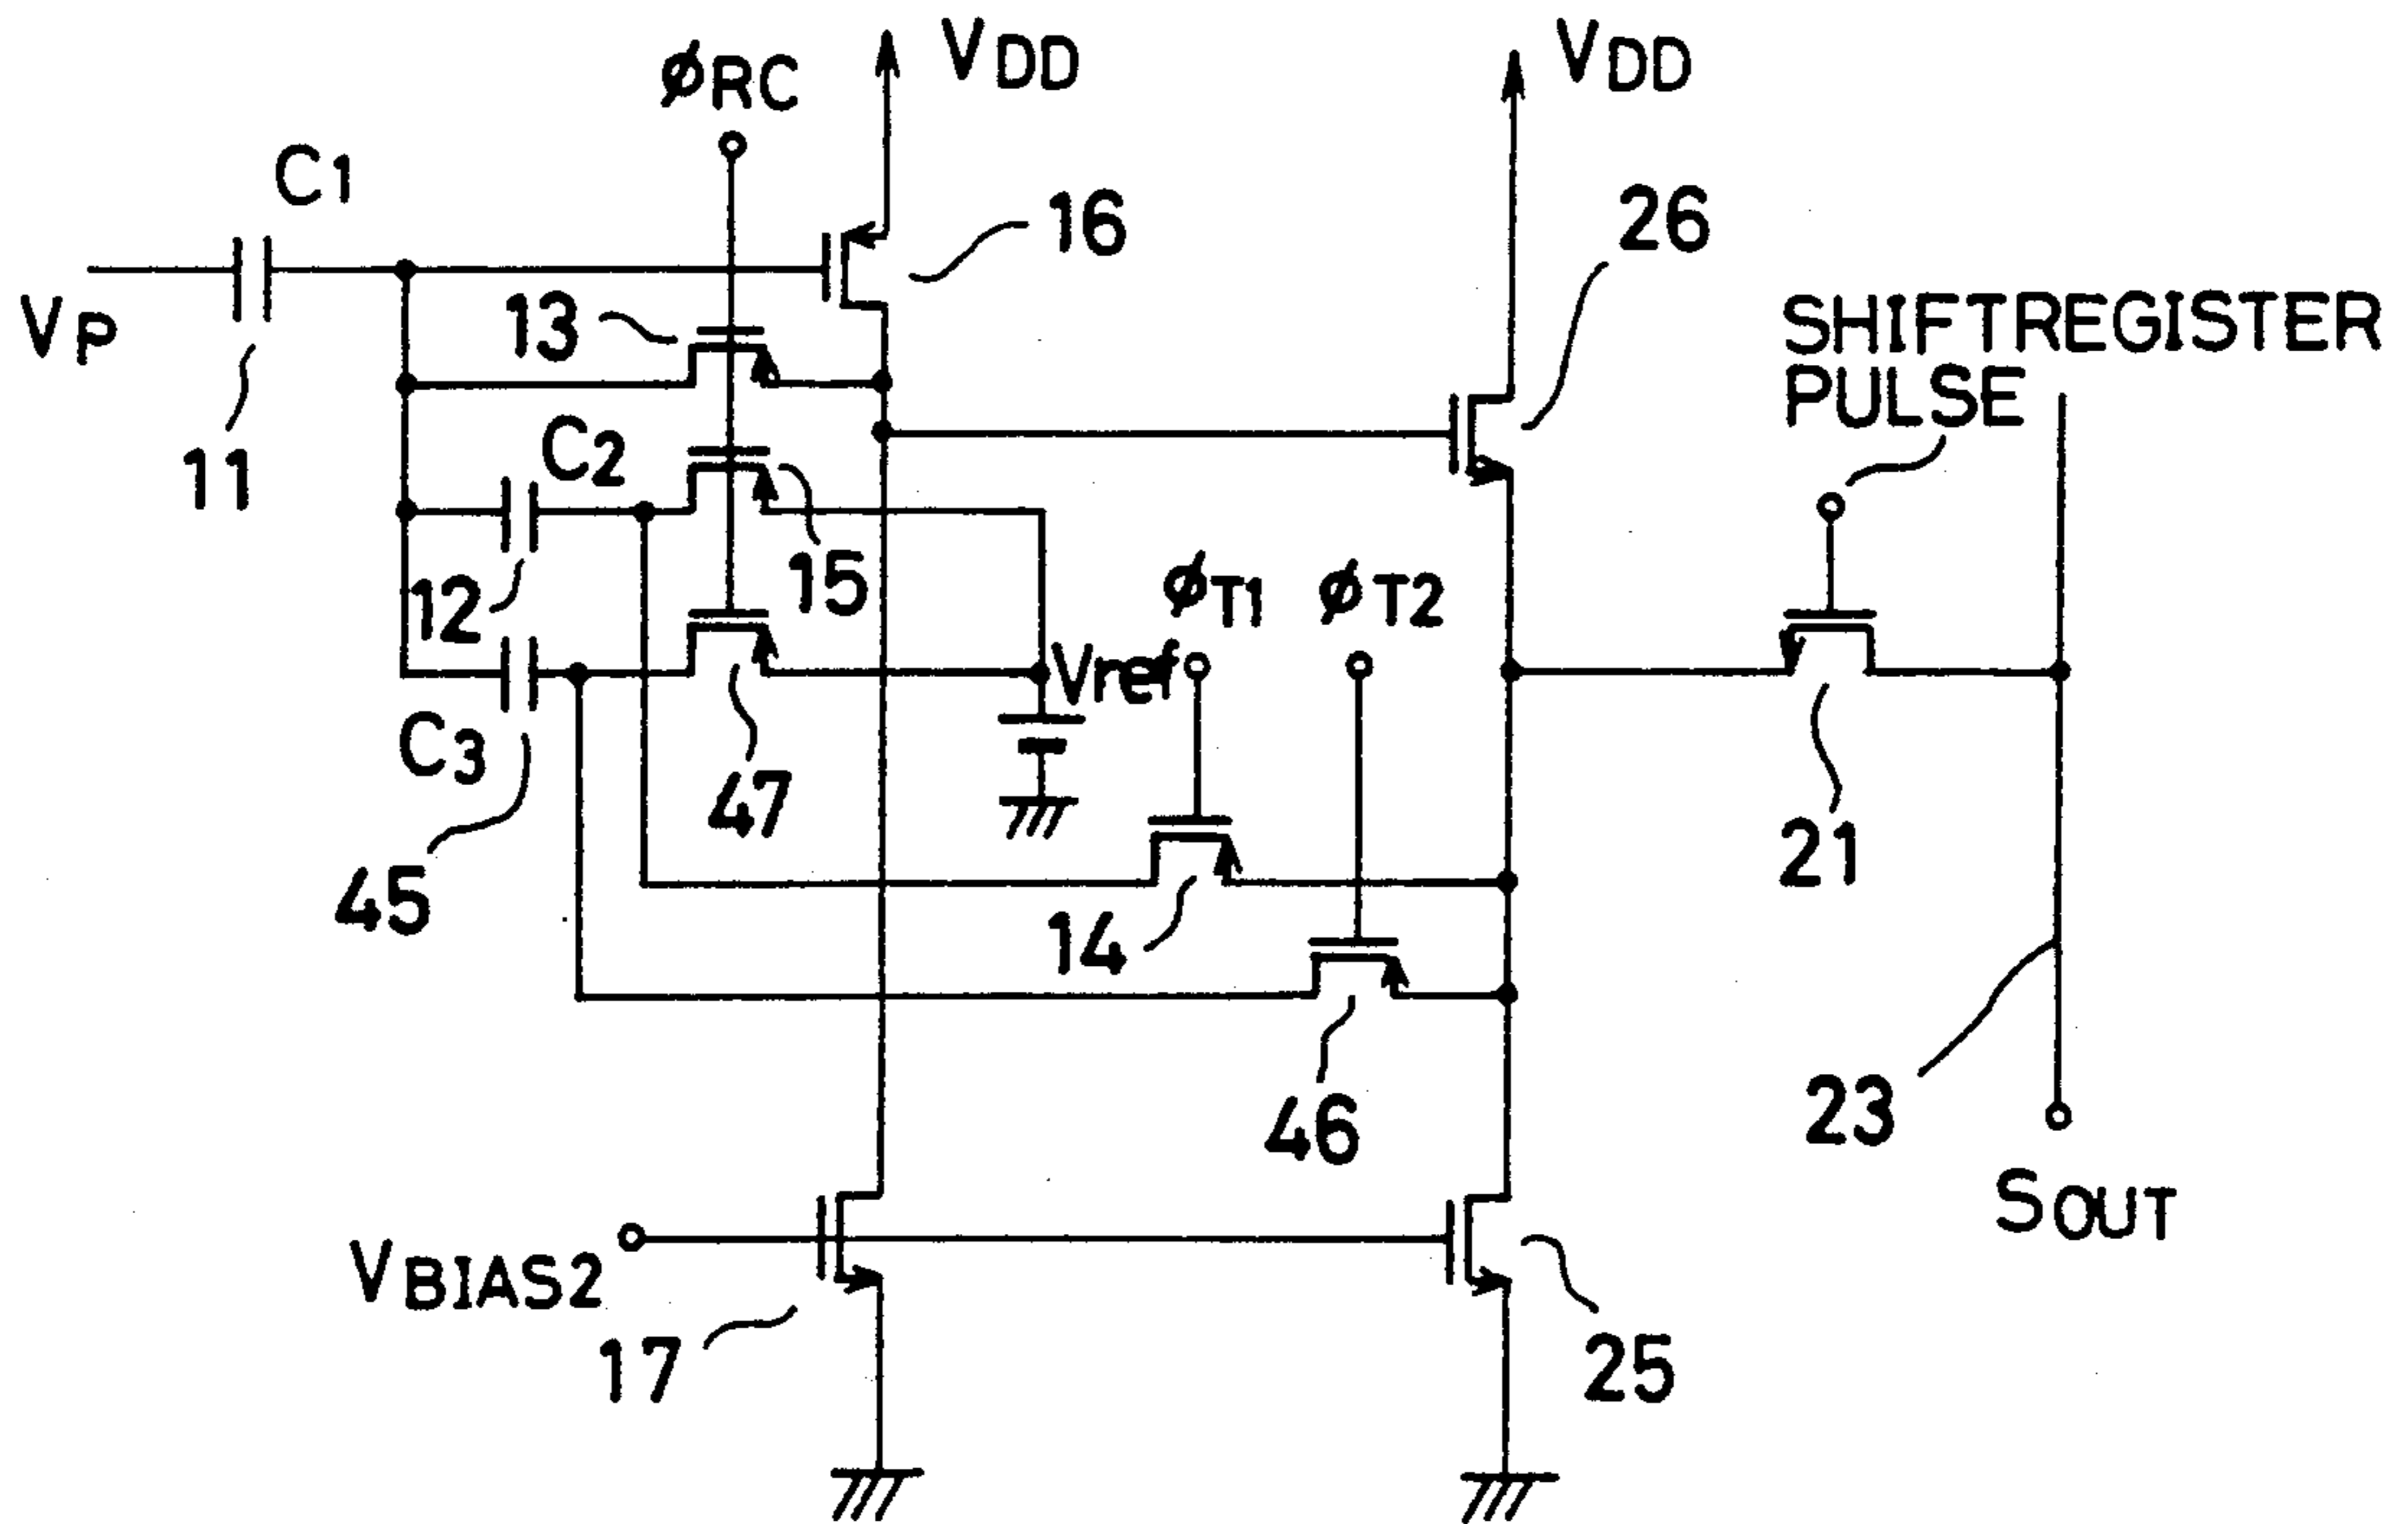 VDD
VDD
øRC
C1
16
26
SHIFTREGISTER
PULSE
VP
13
11
C2
15
12
øT1
øT2
Vref
C3
47
21
45
14
46
23
SOUT
VBIAS2
17
25